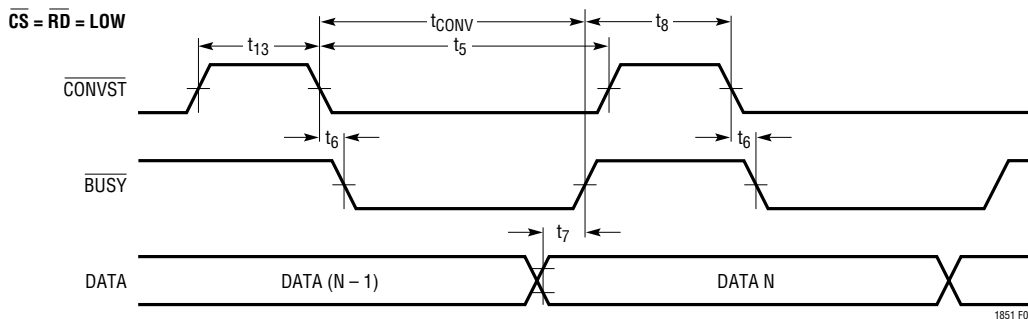 CS = RD = LOW
tCONV
t8
t13
t5
CONVST
t6
t6
BUSY
t7
DATA
DATA (N – 1)
DATA N
1851 F0